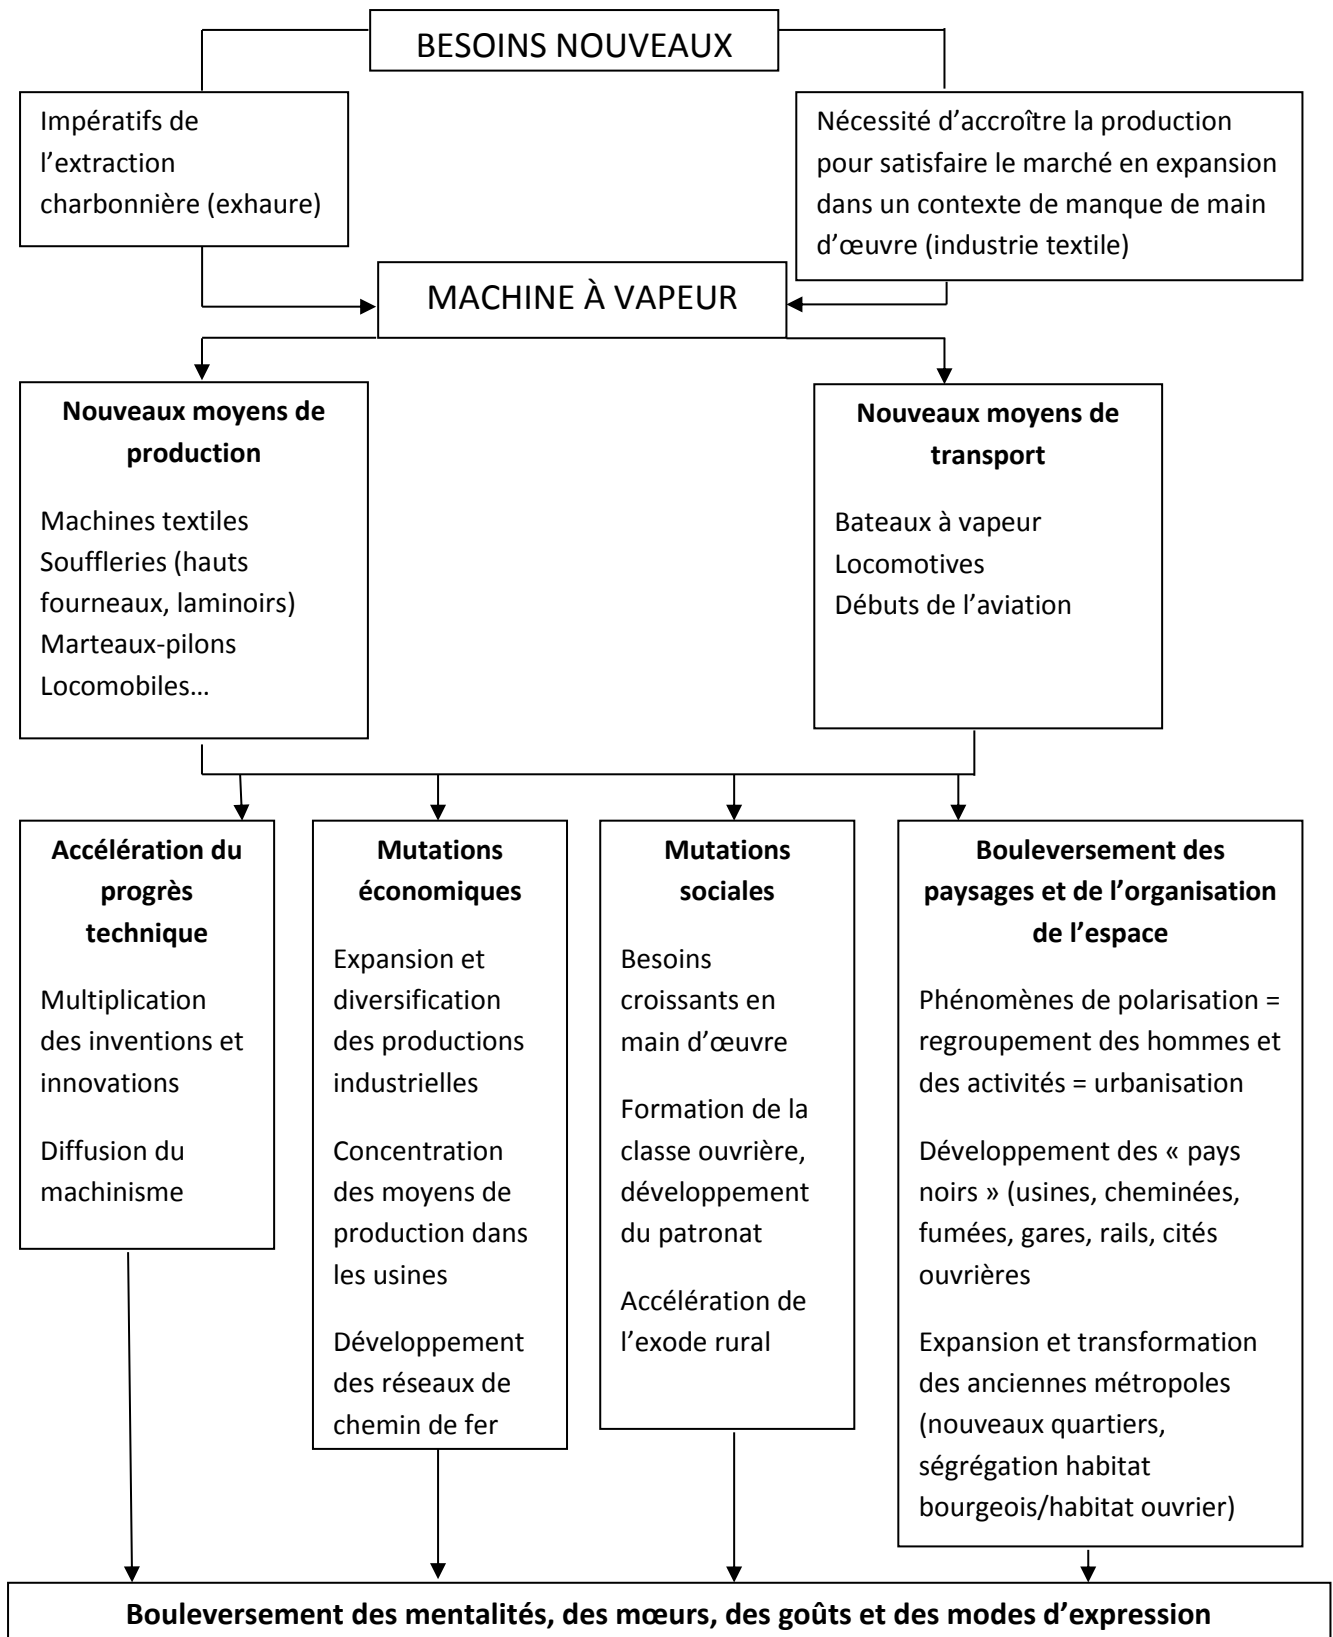 BESOINS NOUVEAUX
Impératifs de
l’extraction
charbonnière (exhaure)
Nécessité d’accroître la production
pour satisfaire le marché en expansion
dans un contexte de manque de main
d’œuvre (industrie textile)
MACHINE À VAPEUR
Nouveaux moyens de
production
Machines textiles
Souffleries (hauts
fourneaux, laminoirs)
Marteaux-pilons
Locomobiles…
Nouveaux moyens de
transport
Bateaux à vapeur
Locomotives
Débuts de l’aviation
Accélération du
progrès
technique
Multiplication
des inventions et
innovations
Diffusion du
machinisme
Mutations
économiques
Expansion et
diversification
des productions
industrielles
Concentration
des moyens de
production dans
les usines
Développement
des réseaux de
chemin de fer
Mutations
sociales
Besoins
croissants en
main d’œuvre
Formation de la
classe ouvrière,
développement
du patronat
Accélération de
l’exode rural
Bouleversement des
paysages et de l’organisation
de l’espace
Phénomènes de polarisation =
regroupement des hommes et
des activités = urbanisation
Développement des « pays
noirs » (usines, cheminées,
fumées, gares, rails, cités
ouvrières
Expansion et transformation
des anciennes métropoles
(nouveaux quartiers,
ségrégation habitat
bourgeois/habitat ouvrier)
Bouleversement des mentalités, des mœurs, des goûts et des modes d’expression